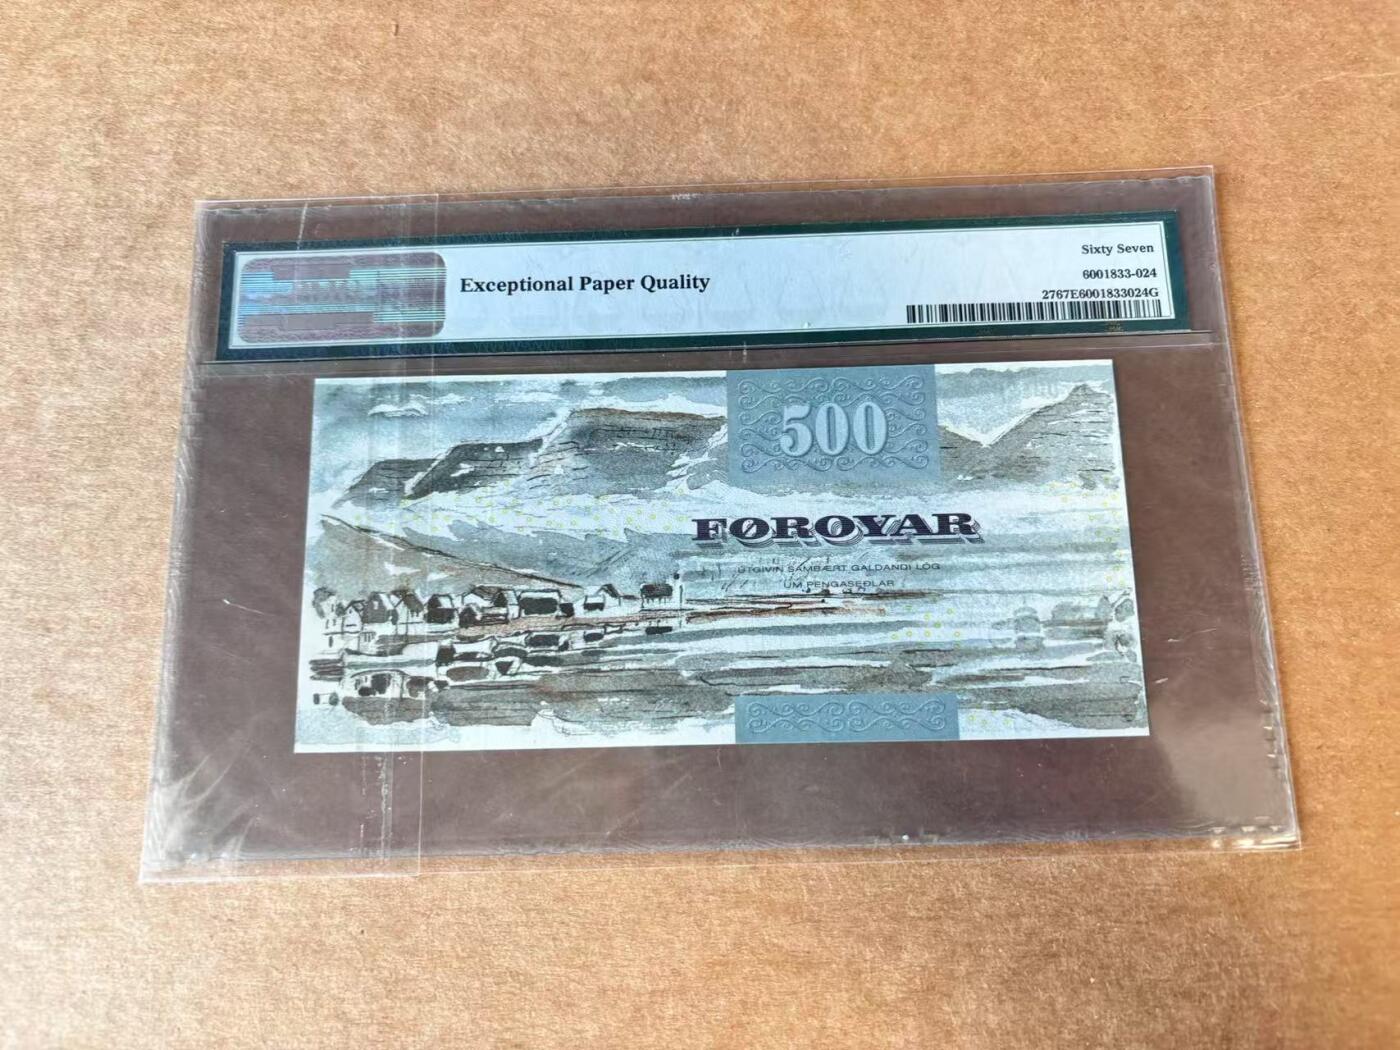 Exceptional Paper Quality
Sixty Seven
6001833-024
2767E6001833024G
500
FØROYAR
ÚTGIVIN SAMBÆRT GALDANDI LÓG
UM PENGASEÐLAR